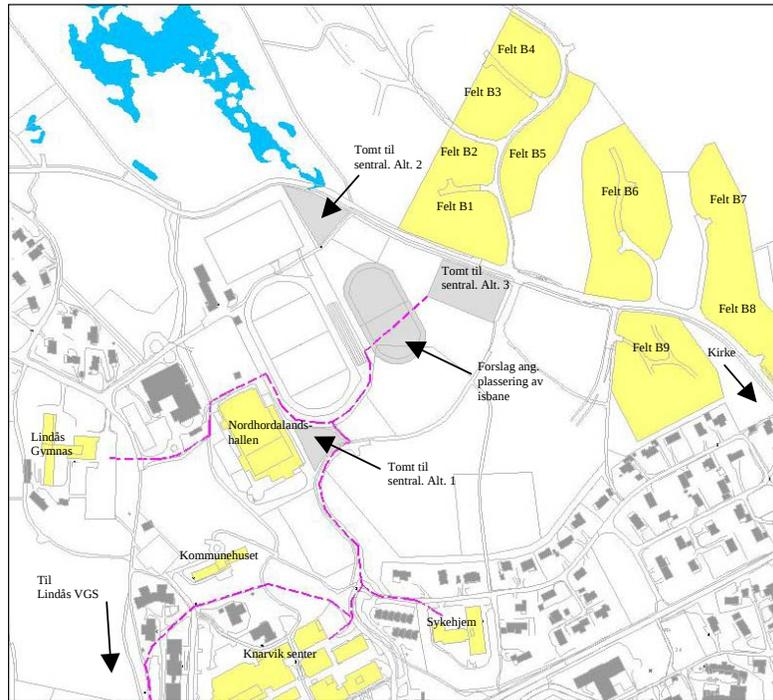 Felt B4
Felt B3
Tomt til
sentral. Alt. 2
Felt B2
Felt B5
Felt B6
Felt B7
Felt B1
Tomt til
sentral. Alt. 3
Felt B8
Felt B9
Kirke
Forslag ang.
plassering av
isbane
Nordhordalands-
hallen
Lindås
Gymnas
Tomt til
sentral. Alt. 1
Kommunehuset
Til
Lindås VGS
Sykehjem
Knarvik senter